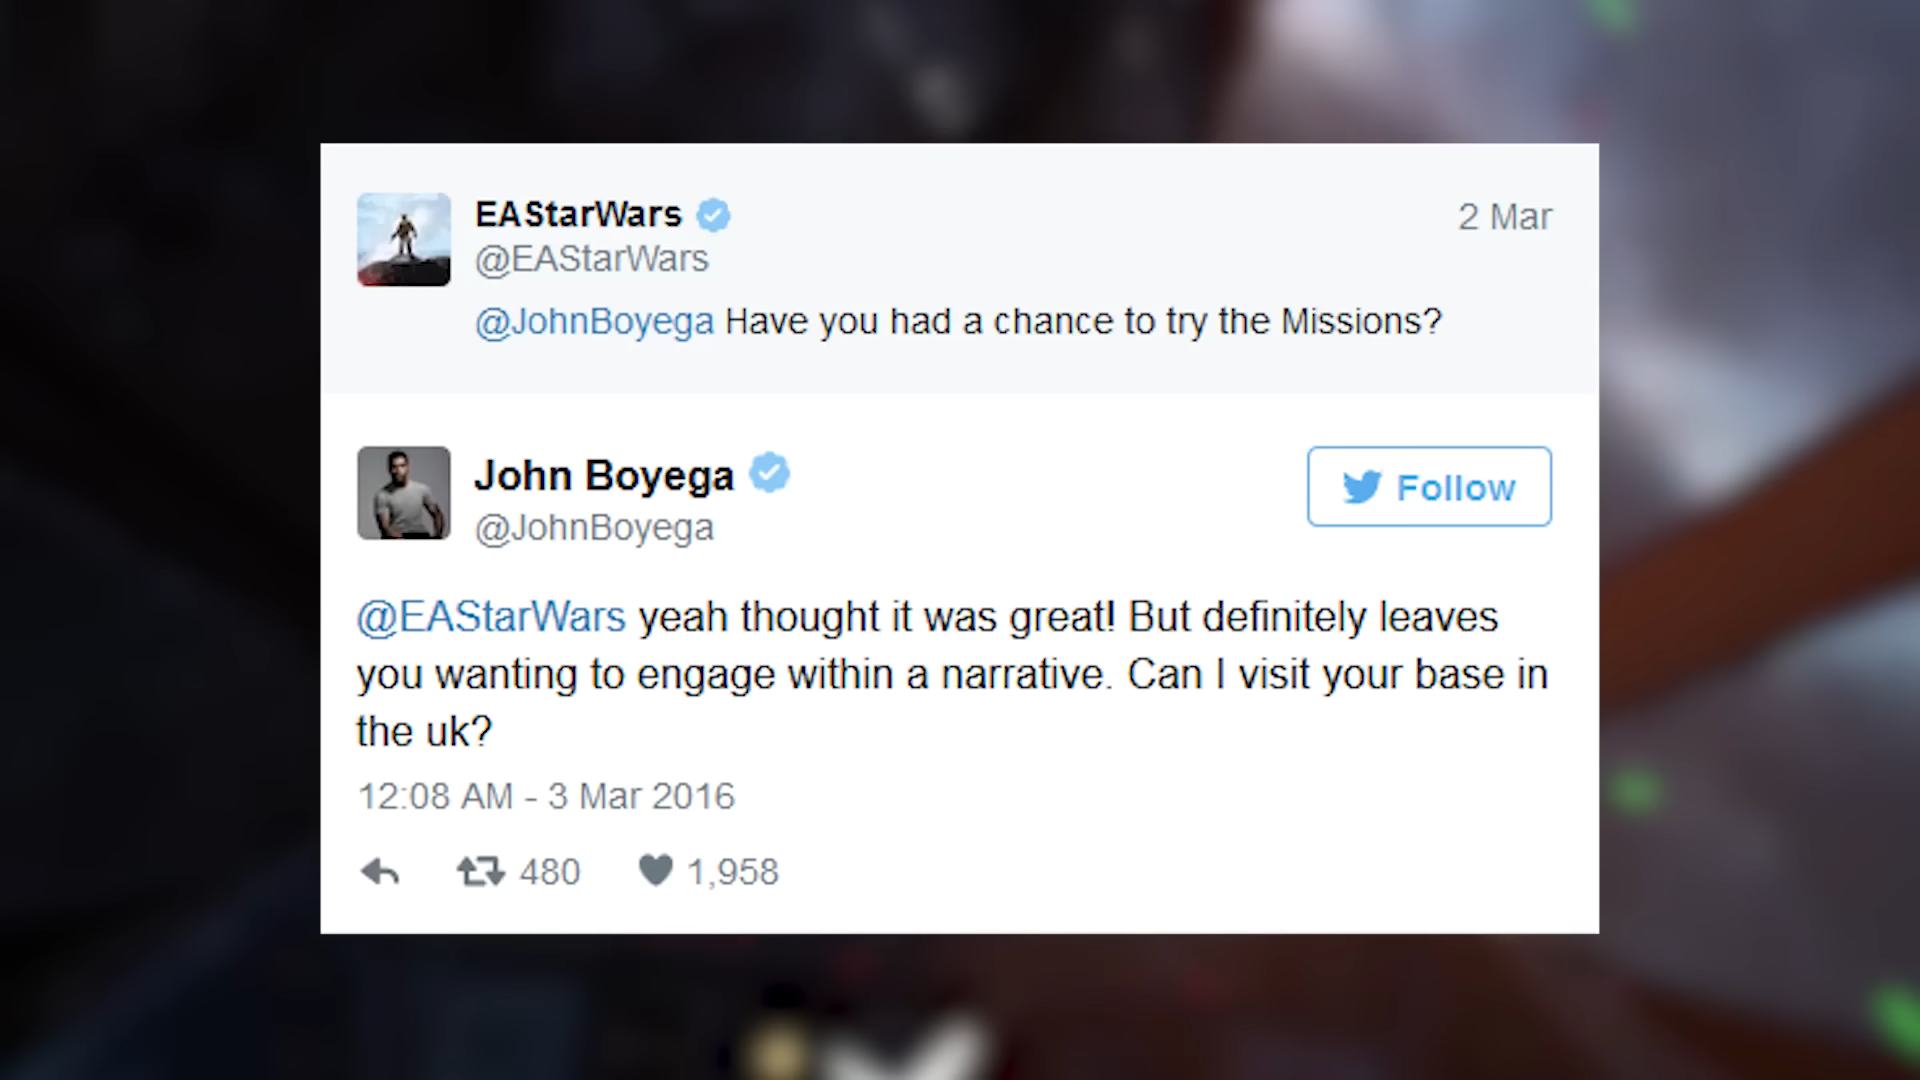 EAStarWars
2 Mar
@EAStarWars
@JohnBoyega Have you had a chance to try the Missions?
John Boyega
Follow
@JohnBoyega
@EAStarWars yeah thought it was great! But definitely leaves
you wanting to engage within a narrative. Can I visit your base in
the uk?
12:08 AM - 3 Mar 2016
480 1,958